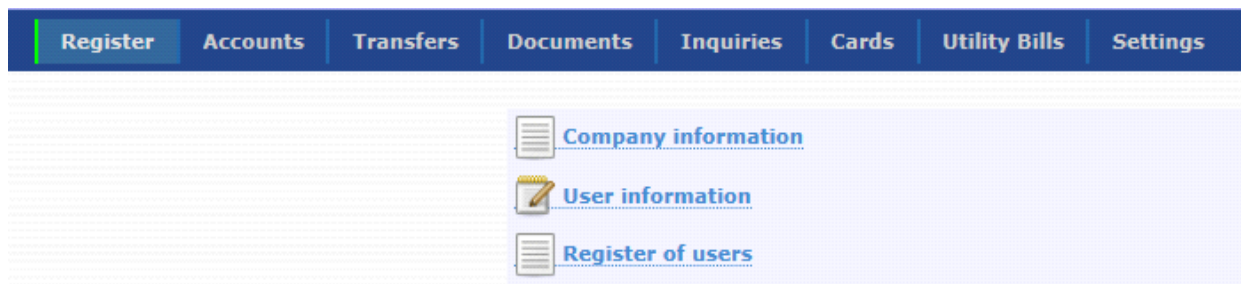 Register Accounts Transfers Documents Inquiries Cards Utility Bills Settings
Company information
User information
Register of users